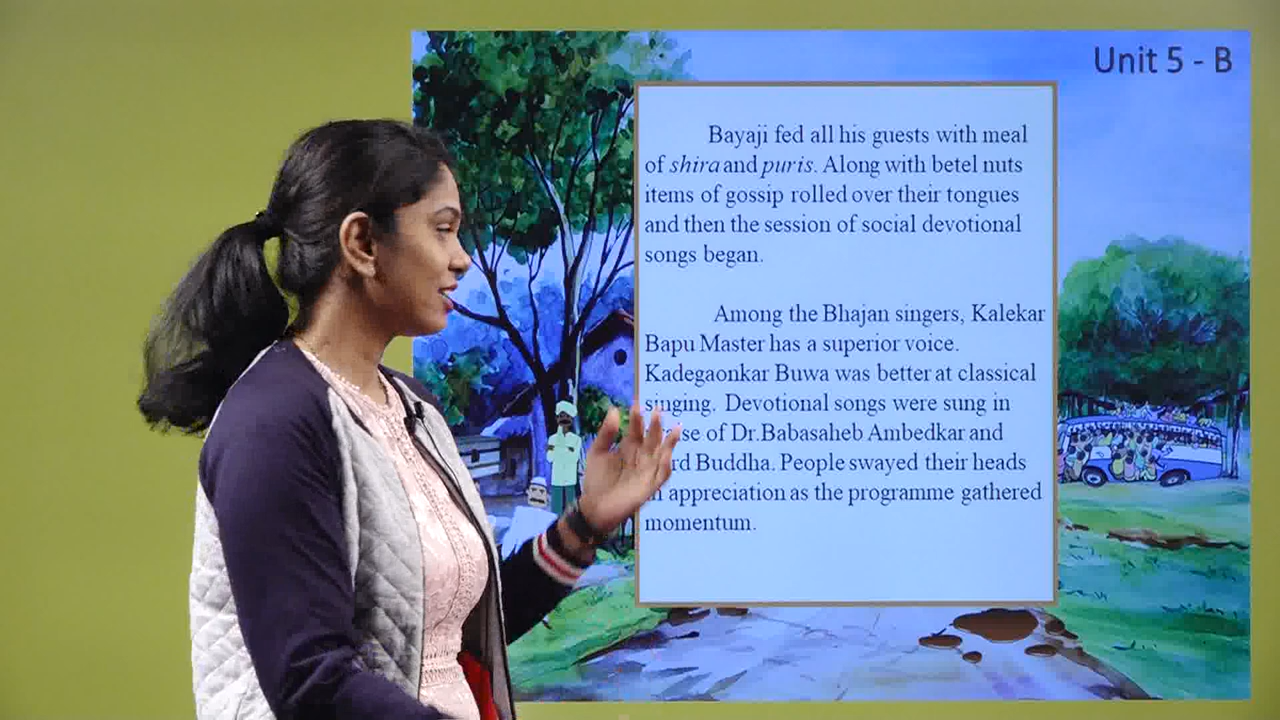 Unit 5 - B
Bayaji fed all his guests with meal
of shira and puris. Along with betel nuts
items of gossip rolled over their tongues
and then the session of social devotional
songs began.
Among the Bhajan singers, Kalekar
Bapu Master has a superior voice.
Kadegaonkar Buwa was better at classical
singing. Devotional songs were sung in
of Dr.Babasaheb Ambedkar and
Buddha. People swayed their heads
appreciation as the programme gathered
momentum.